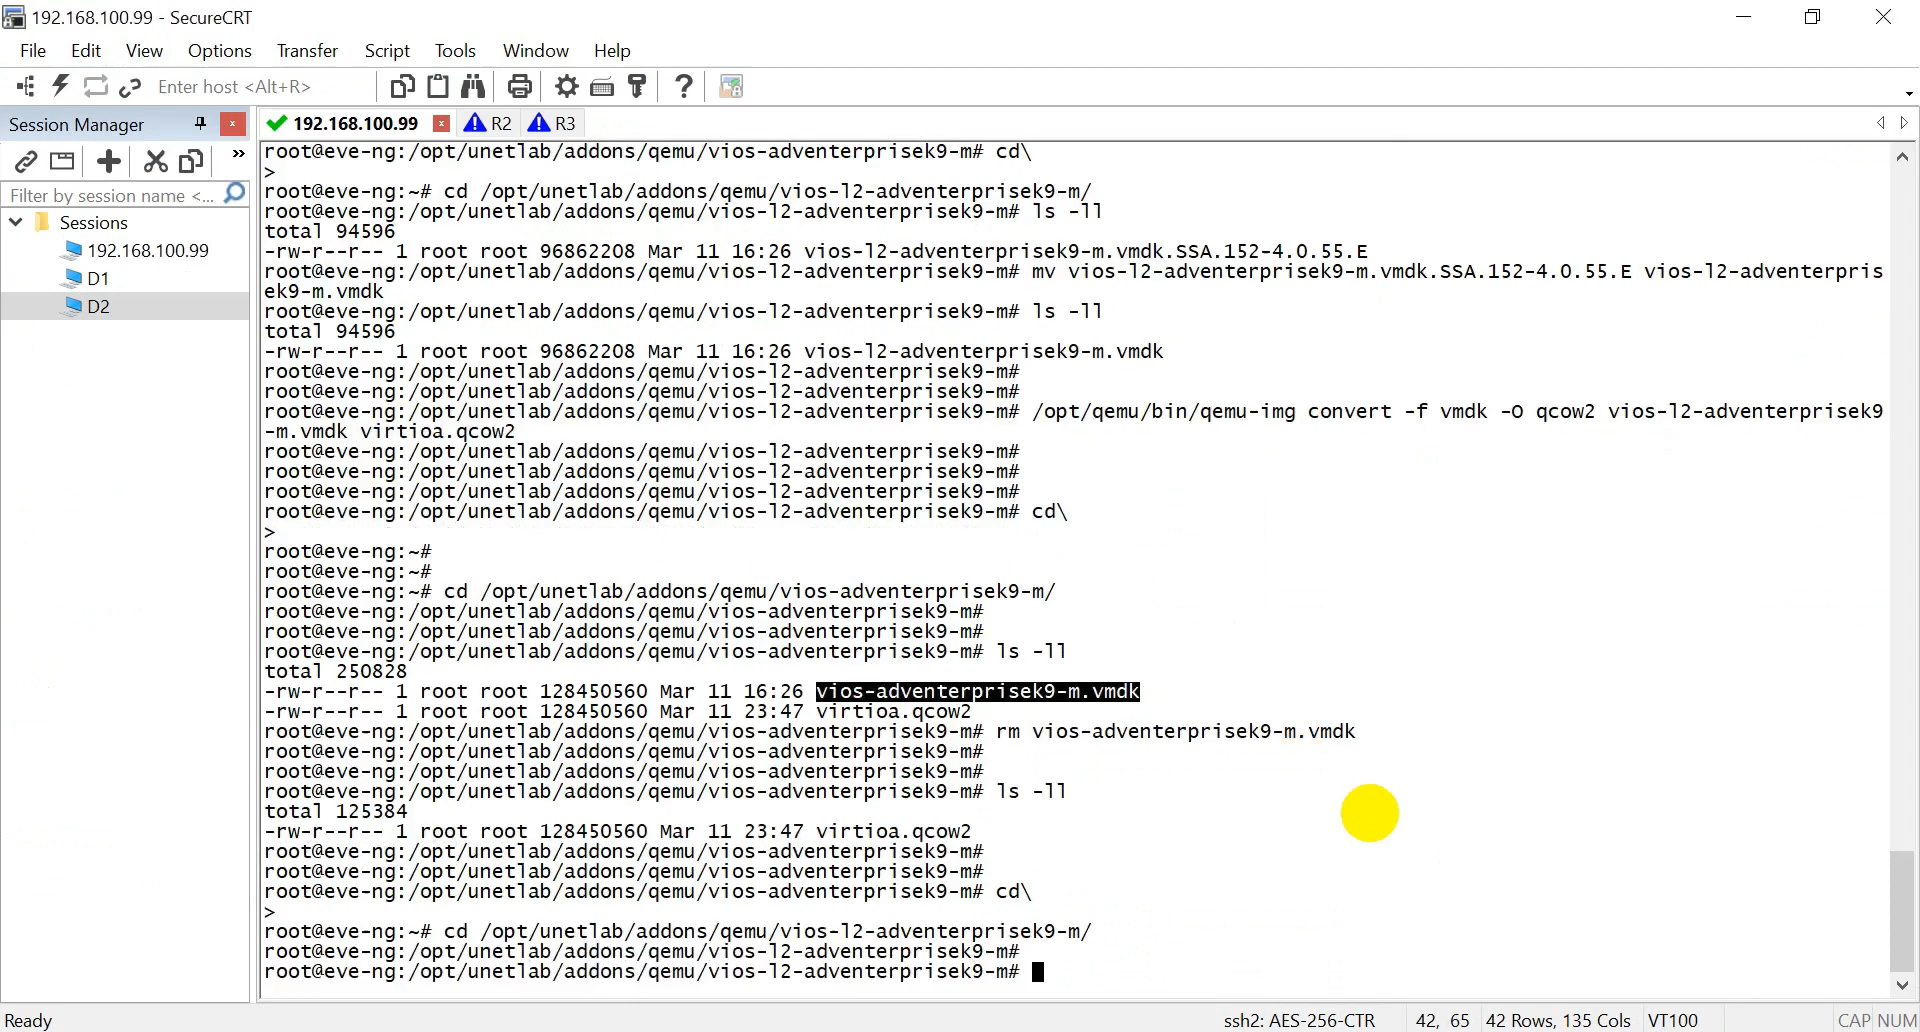 192.168.100.99 - SecureCRT
File Edit View Options Transfer Script Tools Window Help
Enter host <Alt+R>
Session Manager
192.168.100.99 R2 R3
Filter by session name <...
Sessions
192.168.100.99
D1
D2
root@eve-ng:/opt/unetlab/addons/qemu/vios-adventerprisek9-m# cd\
>
root@eve-ng:~# cd /opt/unetlab/addons/qemu/vios-l2-adventerprisek9-m/
root@eve-ng:/opt/unetlab/addons/qemu/vios-l2-adventerprisek9-m# ls -ll
total 94596
-rw-r--r-- 1 root root 96862208 Mar 11 16:26 vios-l2-adventerprisek9-m.vmdk.SSA.152-4.0.55.E
root@eve-ng:/opt/unetlab/addons/qemu/vios-l2-adventerprisek9-m# mv vios-l2-adventerprisek9-m.vmdk.SSA.152-4.0.55.E vios-l2-adventerpris
ek9-m.vmdk
root@eve-ng:/opt/unetlab/addons/qemu/vios-l2-adventerprisek9-m# ls -ll
total 94596
-rw-r--r-- 1 root root 96862208 Mar 11 16:26 vios-l2-adventerprisek9-m.vmdk
root@eve-ng:/opt/unetlab/addons/qemu/vios-l2-adventerprisek9-m#
root@eve-ng:/opt/unetlab/addons/qemu/vios-l2-adventerprisek9-m#
root@eve-ng:/opt/unetlab/addons/qemu/vios-l2-adventerprisek9-m# /opt/qemu/bin/qemu-img convert -f vmdk -O qcow2 vios-l2-adventerprisek9
-m.vmdk virtioa.qcow2
root@eve-ng:/opt/unetlab/addons/qemu/vios-l2-adventerprisek9-m#
root@eve-ng:/opt/unetlab/addons/qemu/vios-l2-adventerprisek9-m#
root@eve-ng:/opt/unetlab/addons/qemu/vios-l2-adventerprisek9-m#
root@eve-ng:/opt/unetlab/addons/qemu/vios-l2-adventerprisek9-m# cd\
>
root@eve-ng:~#
root@eve-ng:~#
root@eve-ng:~# cd /opt/unetlab/addons/qemu/vios-adventerprisek9-m/
root@eve-ng:/opt/unetlab/addons/qemu/vios-adventerprisek9-m#
root@eve-ng:/opt/unetlab/addons/qemu/vios-adventerprisek9-m#
root@eve-ng:/opt/unetlab/addons/qemu/vios-adventerprisek9-m# ls -ll
total 250828
-rw-r--r-- 1 root root 128450560 Mar 11 16:26 vios-adventerprisek9-m.vmdk
-rw-r--r-- 1 root root 128450560 Mar 11 23:47 virtioa.qcow2
root@eve-ng:/opt/unetlab/addons/qemu/vios-adventerprisek9-m# rm vios-adventerprisek9-m.vmdk
root@eve-ng:/opt/unetlab/addons/qemu/vios-adventerprisek9-m#
root@eve-ng:/opt/unetlab/addons/qemu/vios-adventerprisek9-m#
root@eve-ng:/opt/unetlab/addons/qemu/vios-adventerprisek9-m# ls -ll
total 125384
-rw-r--r-- 1 root root 128450560 Mar 11 23:47 virtioa.qcow2
root@eve-ng:/opt/unetlab/addons/qemu/vios-adventerprisek9-m#
root@eve-ng:/opt/unetlab/addons/qemu/vios-adventerprisek9-m#
root@eve-ng:/opt/unetlab/addons/qemu/vios-adventerprisek9-m# cd\
>
root@eve-ng:~# cd /opt/unetlab/addons/qemu/vios-l2-adventerprisek9-m/
root@eve-ng:/opt/unetlab/addons/qemu/vios-l2-adventerprisek9-m#
root@eve-ng:/opt/unetlab/addons/qemu/vios-l2-adventerprisek9-m#
Ready ssh2: AES-256-CTR 42, 65 42 Rows, 135 Cols VT100 CAP NUM